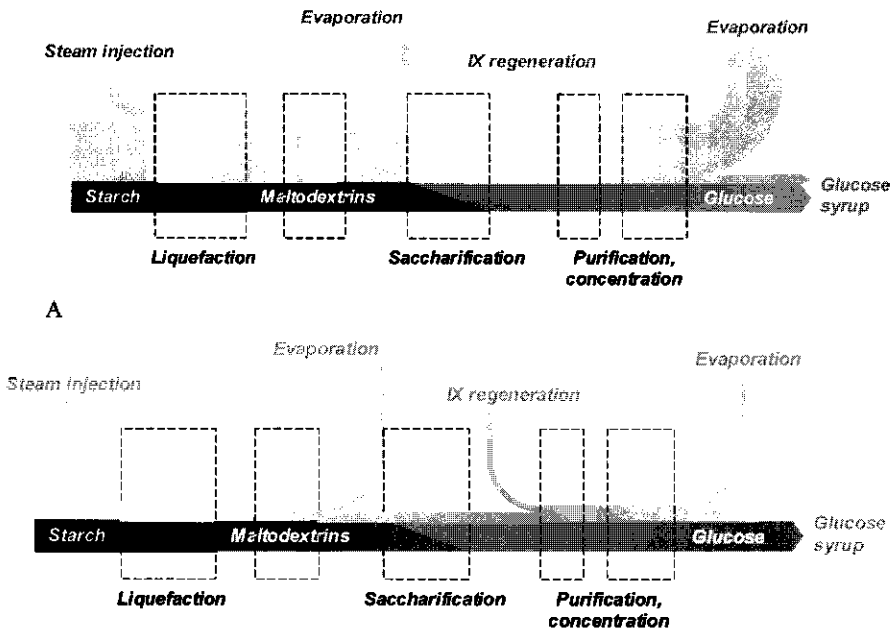 Evaporation
Evaporation
Steam injection
IX regeneration
Starch
Maltodextrins
Glucose
Glucose
syrup
Liquefaction
Saccharification
Purification,
concentration
A
Evaporation
Evaporation
Steam injection
IX regeneration
Starch
Maltodextrins
Glucose
Glucose
syrup
Liquefaction
Saccharification
Purification,
concentration